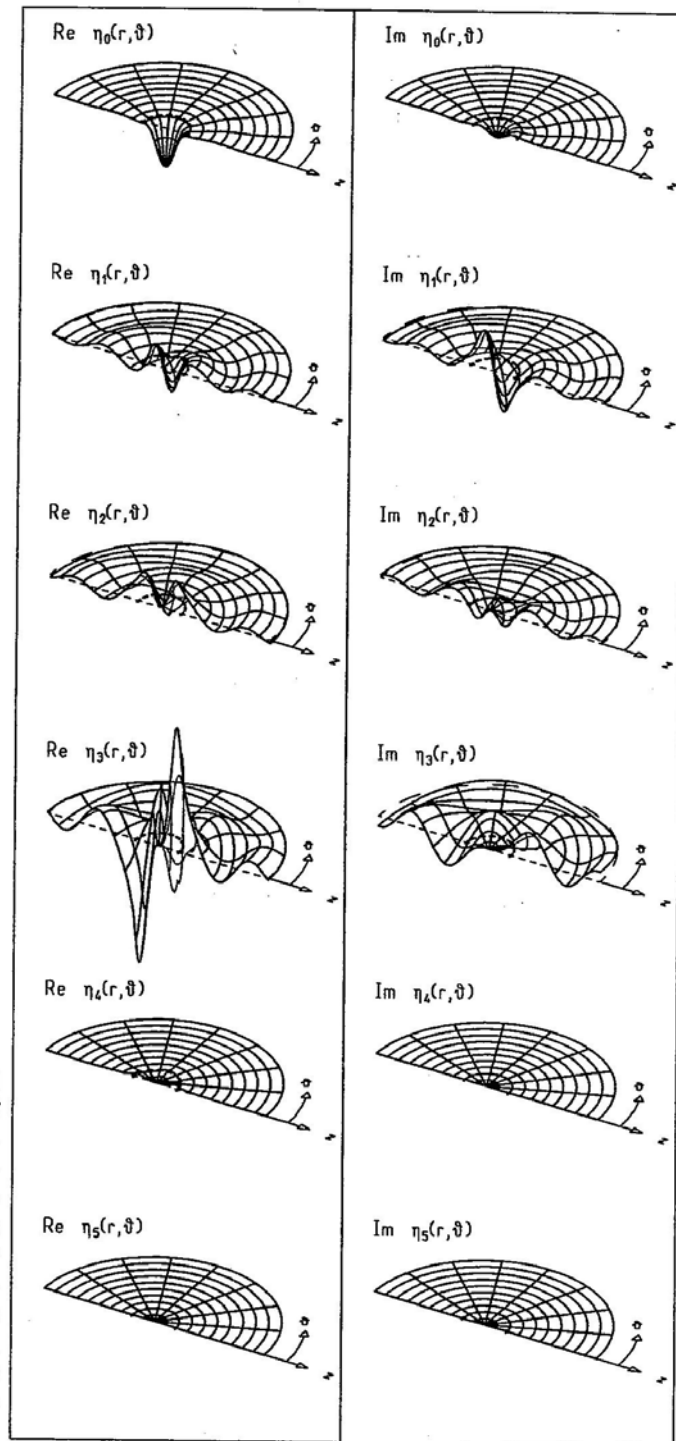 Re η₀(r,ϑ)
Im η₀(r,ϑ)
ϑ
z
ϑ
z
Re η₁(r,ϑ)
Im η₁(r,ϑ)
ϑ
z
ϑ
z
Re η₂(r,ϑ)
Im η₂(r,ϑ)
ϑ
z
ϑ
z
Re η₃(r,ϑ)
Im η₃(r,ϑ)
ϑ
z
ϑ
z
Re η₄(r,ϑ)
Im η₄(r,ϑ)
ϑ
z
ϑ
z
Re η₅(r,ϑ)
Im η₅(r,ϑ)
ϑ
z
ϑ
z